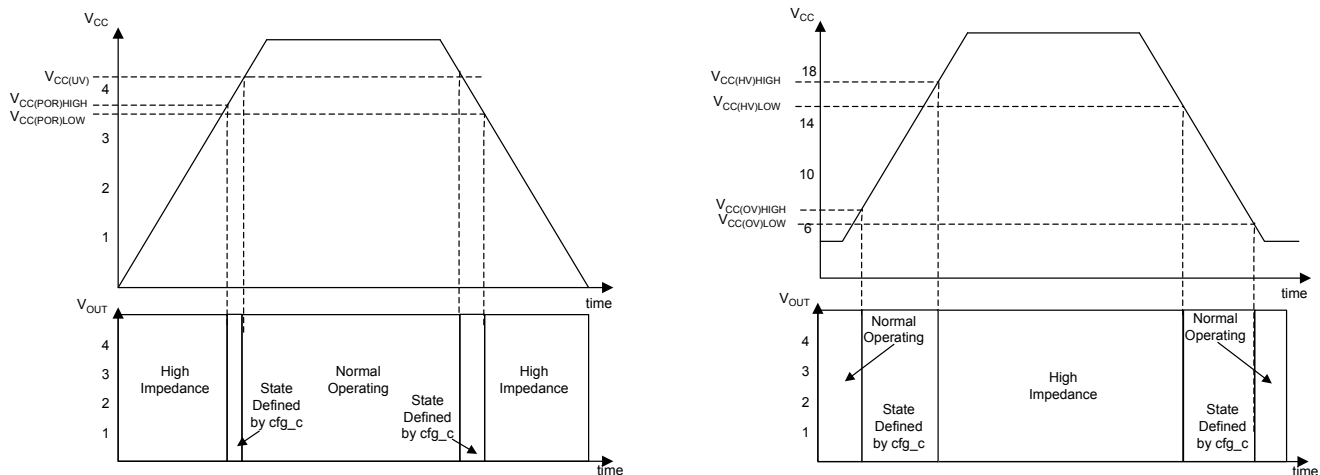 VCC
VCC(UV)
4
VCC(POR)HIGH
VCC(POR)LOW
3
2
1
time
VOUT
4
3
2
1
High
Impedance
State
Defined
by cfg_c
Normal
Operating
State
Defined
by cfg_c
High
Impedance
time
VCC
18
VCC(HV)HIGH
VCC(HV)LOW
14
10
VCC(OV)HIGH
VCC(OV)LOW
6
time
VOUT
4
3
2
1
Normal
Operating
State
Defined
by cfg_c
High
Impedance
Normal
Operating
State
Defined
by cfg_c
time